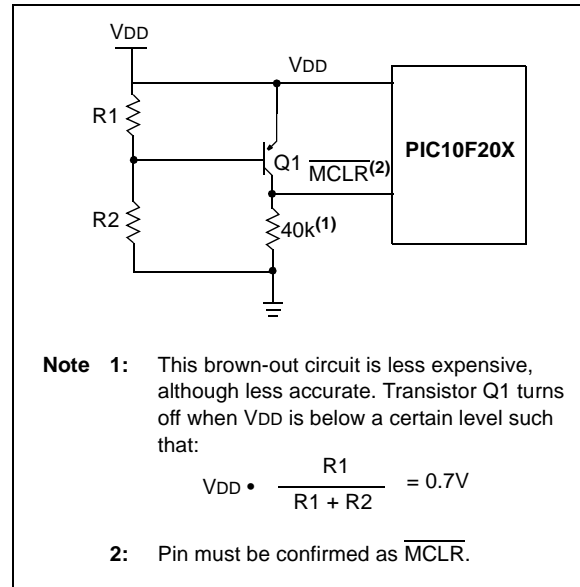 VDD
VDD
R1
PIC10F20X
Q1
MCLR(2)
R2
40k(1)
Note 1: This brown-out circuit is less expensive,
although less accurate. Transistor Q1 turns
off when VDD is below a certain level such
that:
VDD • R1 / R1 + R2 = 0.7V
2: Pin must be confirmed as MCLR.